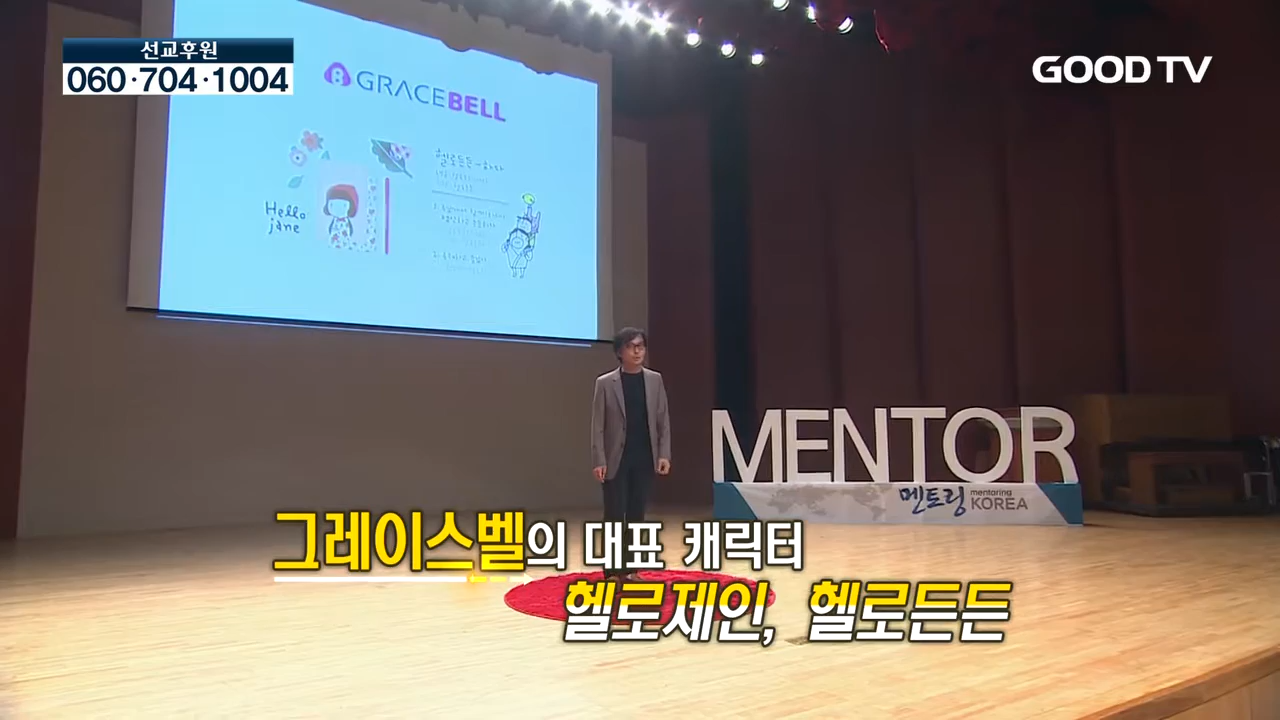 선교후원
060·704·1004
GOOD TV
GRACEBELL
Hello
jane
MENTOR
멘토링 mentoring KOREA
그레이스벨의 대표 캐릭터
헬로제인, 헬로든든